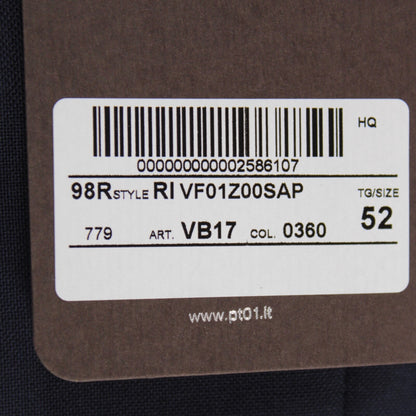 HQ
000000000002586107
98R STYLE RI VF01Z00SAP TG/SIZE
779 ART. VB17 COL. 0360 52
www.pt01.it